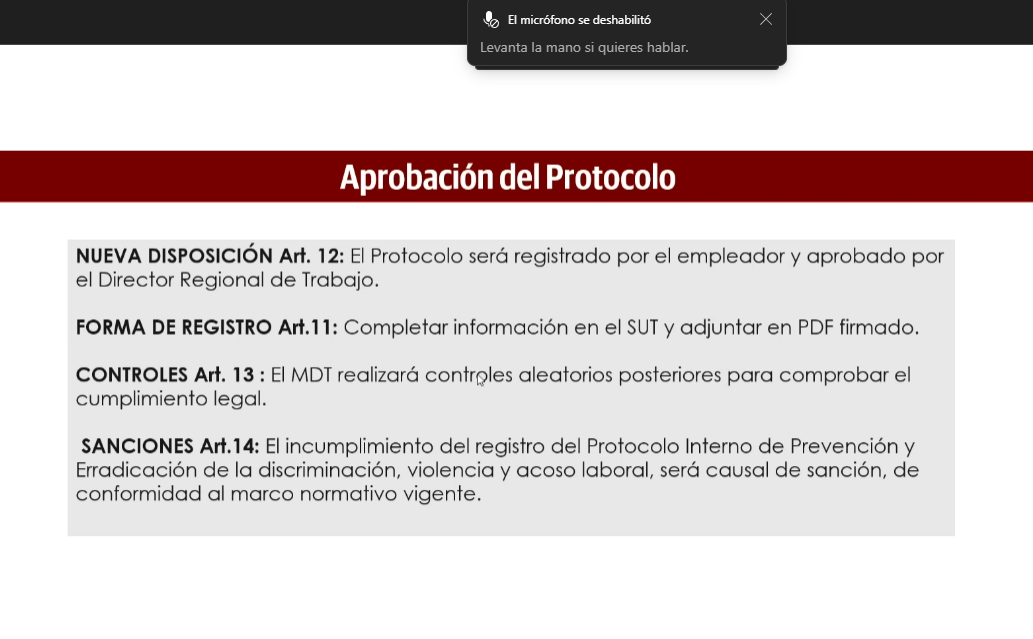 El micrófono se deshabilitó
Levanta la mano si quieres hablar.
Aprobación del Protocolo
NUEVA DISPOSICIÓN Art. 12: El Protocolo será registrado por el empleador y aprobado por
el Director Regional de Trabajo.
FORMA DE REGISTRO Art.11: Completar información en el SUT y adjuntar en PDF firmado.
CONTROLES Art. 13 : El MDT realizará controles aleatorios posteriores para comprobar el
cumplimiento legal.
SANCIONES Art.14: El incumplimiento del registro del Protocolo Interno de Prevención y
Erradicación de la discriminación, violencia y acoso laboral, será causal de sanción, de
conformidad al marco normativo vigente.